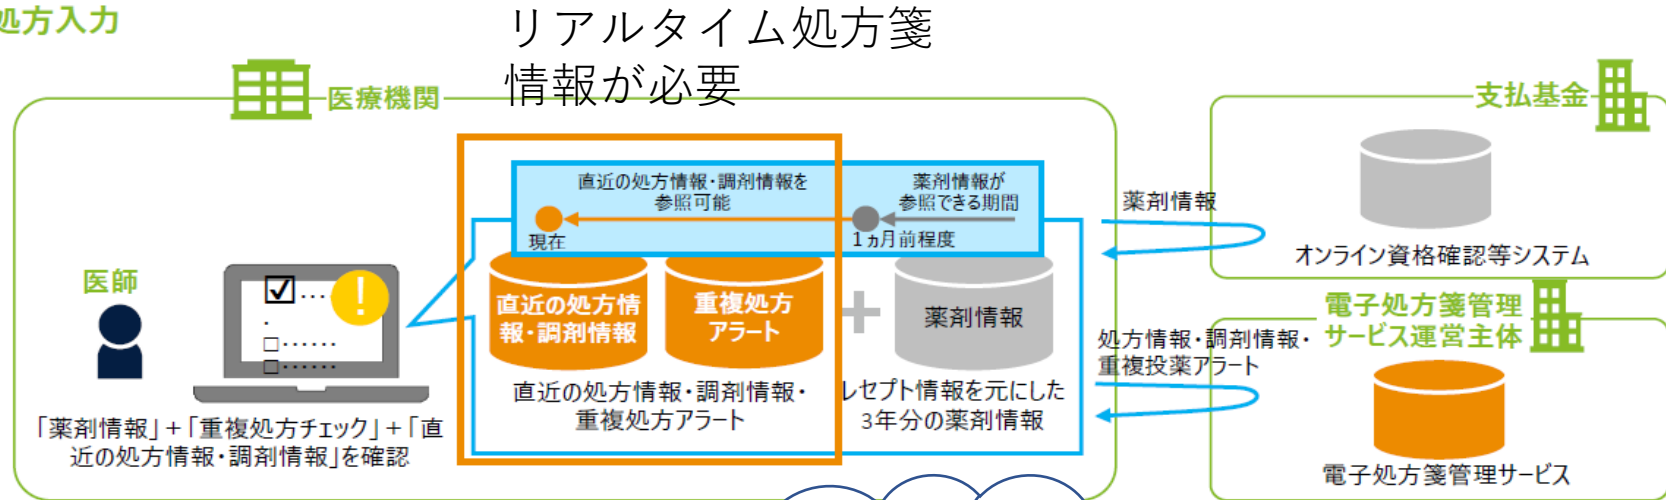 処方入力
リアルタイム処方箋
情報が必要
医療機関
支払基金
直近の処方情報・調剤情報を
参照可能
薬剤情報が
参照できる期間
現在
1ヵ月前程度
薬剤情報
オンライン資格確認等システム
医師
直近の処方情
報・調剤情報
重複処方
アラート
+
薬剤情報
直近の処方情報・調剤情報・
重複処方アラート
レセプト情報を元にした
3年分の薬剤情報
「薬剤情報」+「重複処方チェック」+「直
近の処方情報・調剤情報」を確認
処方情報・調剤情報・
重複投薬アラート
電子処方箋管理
サービス運営主体
電子処方箋管理サービス